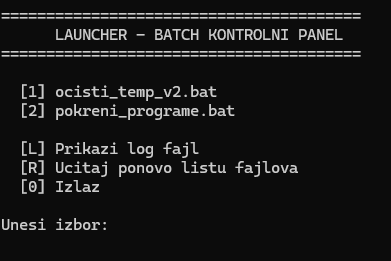 ========================================
LAUNCHER - BATCH KONTROLNI PANEL
========================================
[1] ocisti_temp_v2.bat
[2] pokreni_programe.bat
[L] Prikazi log fajl
[R] Ucitaj ponovo listu fajlova
[0] Izlaz
Unesi izbor: